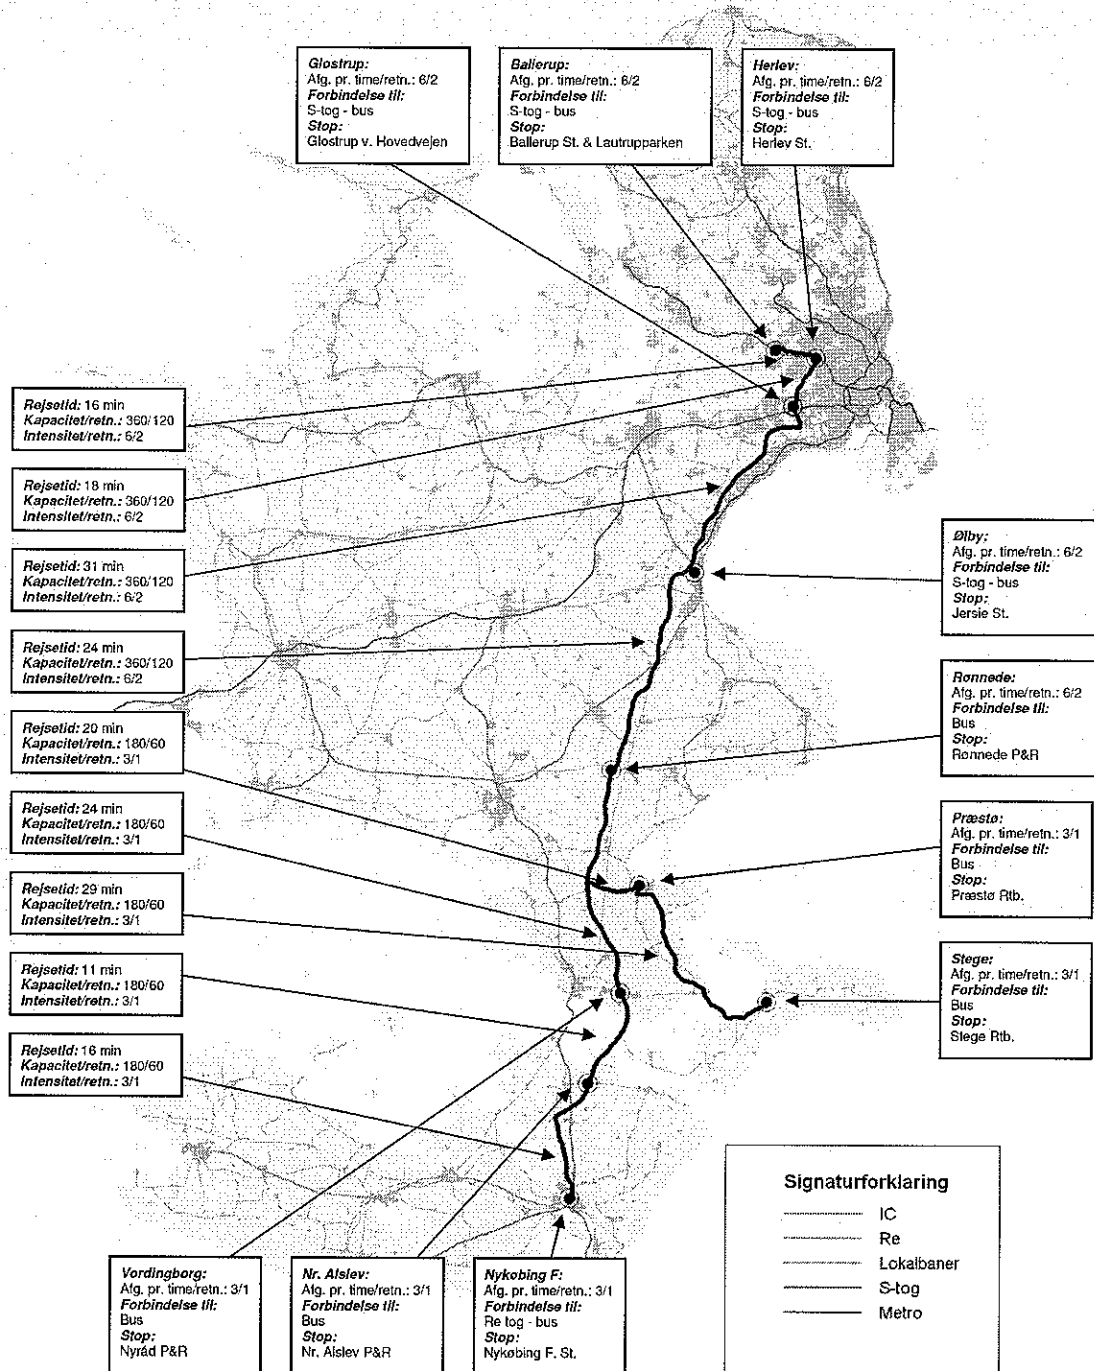 Glostrup:
Afg. pr. time/retn.: 6/2
Forbindelse til:
S-tog - bus
Stop:
Glostrup v. Hovedvejen
Ballerup:
Afg. pr. time/retn.: 6/2
Forbindelse til:
S-tog - bus
Stop:
Ballerup St. & Lautrupparken
Herlev:
Afg. pr. time/retn.: 6/2
Forbindelse til:
S-tog - bus
Stop:
Herlev St.
Rejsetid: 16 min
Kapacitet/retn.: 360/120
Intensitet/retn.: 6/2
Rejsetid: 18 min
Kapacitet/retn.: 360/120
Intensitet/retn.: 6/2
Rejsetid: 31 min
Kapacitet/retn.: 360/120
Intensitet/retn.: 6/2
Rejsetid: 24 min
Kapacitet/retn.: 360/120
Intensitet/retn.: 6/2
Rejsetid: 20 min
Kapacitet/retn.: 180/60
Intensitet/retn.: 3/1
Rejsetid: 24 min
Kapacitet/retn.: 180/60
Intensitet/retn.: 3/1
Rejsetid: 29 min
Kapacitet/retn.: 180/60
Intensitet/retn.: 3/1
Rejsetid: 11 min
Kapacitet/retn.: 180/60
Intensitet/retn.: 3/1
Rejsetid: 16 min
Kapacitet/retn.: 180/60
Intensitet/retn.: 3/1
Ølby:
Afg. pr. time/retn.: 6/2
Forbindelse til:
S-tog - bus
Stop:
Jersie St.
Rønnede:
Afg. pr. time/retn.: 6/2
Forbindelse til:
Bus
Stop:
Rønnede P&R
Præstø:
Afg. pr. time/retn.: 3/1
Forbindelse til:
Bus
Stop:
Præstø Rtb.
Stege:
Afg. pr. time/retn.: 3/1
Forbindelse til:
Bus
Stop:
Stege Rtb.
Vordingborg:
Afg. pr. time/retn.: 3/1
Forbindelse til:
Bus
Stop:
Nyråd P&R
Nr. Alslev:
Afg. pr. time/retn.: 3/1
Forbindelse til:
Bus
Stop:
Nr. Alslev P&R
Nykøbing F:
Afg. pr. time/retn.: 3/1
Forbindelse til:
Re tog - bus
Stop:
Nykøbing F. St.
Signaturforklaring
IC
Re
Lokalbaner
S-tog
Metro